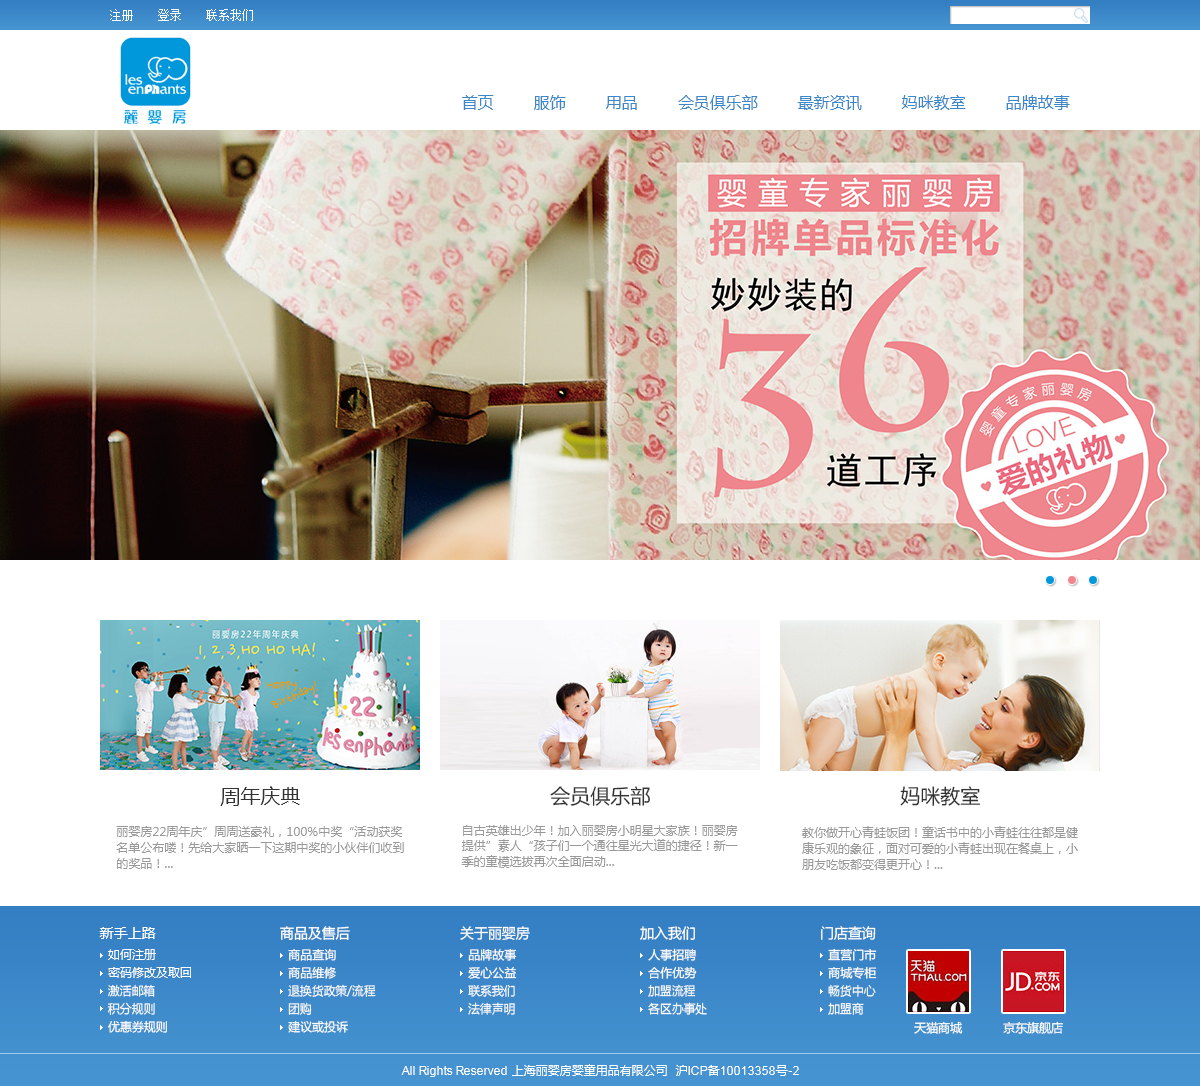 注册 登录 联系我们
les
enphants
麗 婴 房
首页 服饰 用品 会员俱乐部 最新资讯 妈咪教室 品牌故事
婴童专家丽婴房
招牌单品标准化
妙妙装的
36
道工序
婴童专家丽婴房
LOVE
爱的礼物
丽婴房22年周年庆典
1, 2, 3 HO HO HA!
22
les enphants
周年庆典
丽婴房22周年庆”周周送豪礼，100%中奖“活动获奖
名单公布喽！先给大家晒一下这期中奖的小伙伴们收到
的奖品！...
会员俱乐部
自古英雄出少年！加入丽婴房小明星大家族！丽婴房
提供”素人“孩子们一个通往星光大道的捷径！新一
季的童模选拔再次全面启动...
妈咪教室
教你做开心青蛙饭团！童话书中的小青蛙往往都是健
康乐观的象征，面对可爱的小青蛙出现在餐桌上，小
朋友吃饭都变得更开心！...
新手上路
如何注册
密码修改及取回
激活邮箱
积分规则
优惠券规则
商品及售后
商品查询
商品维修
退换货政策/流程
团购
建议或投诉
关于丽婴房
品牌故事
爱心公益
联系我们
法律声明
加入我们
人事招聘
合作优势
加盟流程
各区办事处
门店查询
直营门市
商城专柜
畅货中心
加盟商
天猫
TMALL.COM
天猫商城
JD 京东
.COM
京东旗舰店
All Rights Reserved 上海丽婴房婴童用品有限公司 沪ICP备10013358号-2